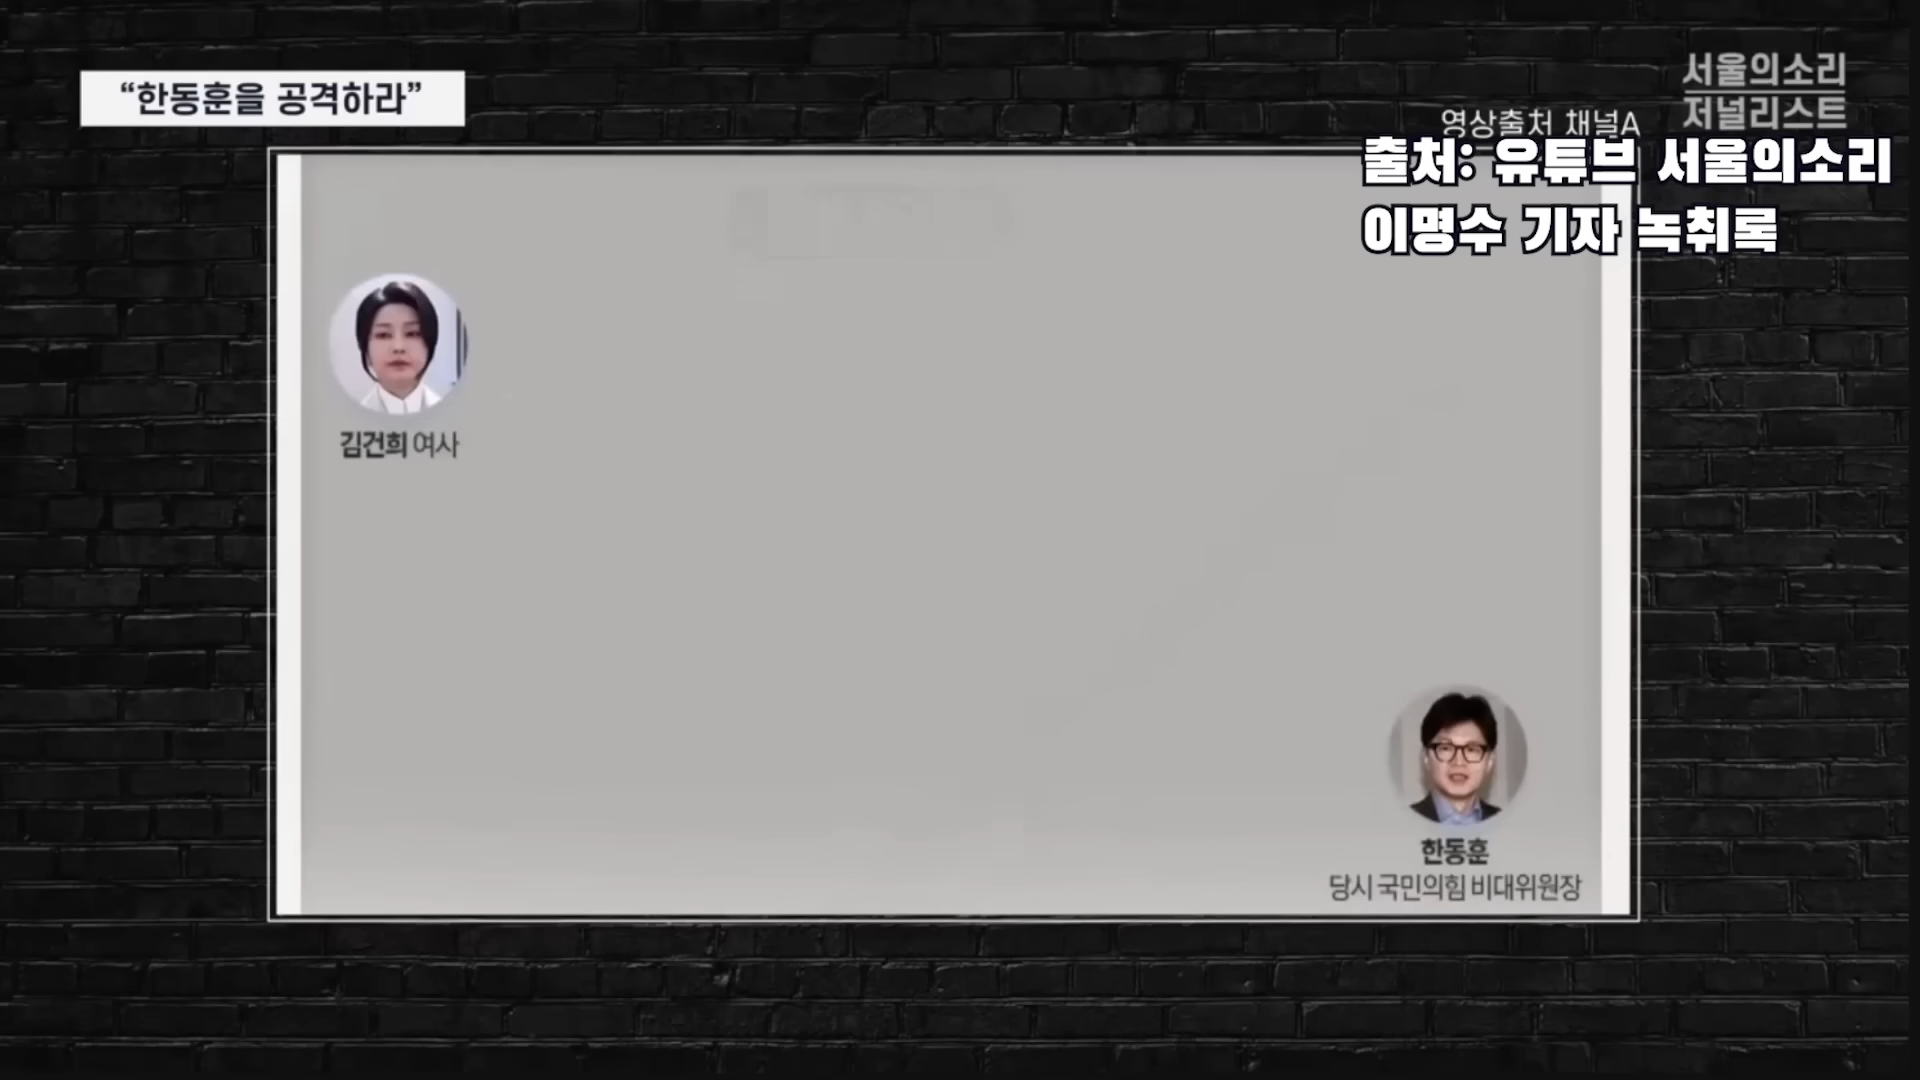 “한동훈을 공격하라”
서울의소리
저널리스트
영상출처 채널A
출처: 유튜브 서울의소리
이명수 기자 녹취록
김건희 여사
한동훈
당시 국민의힘 비대위원장